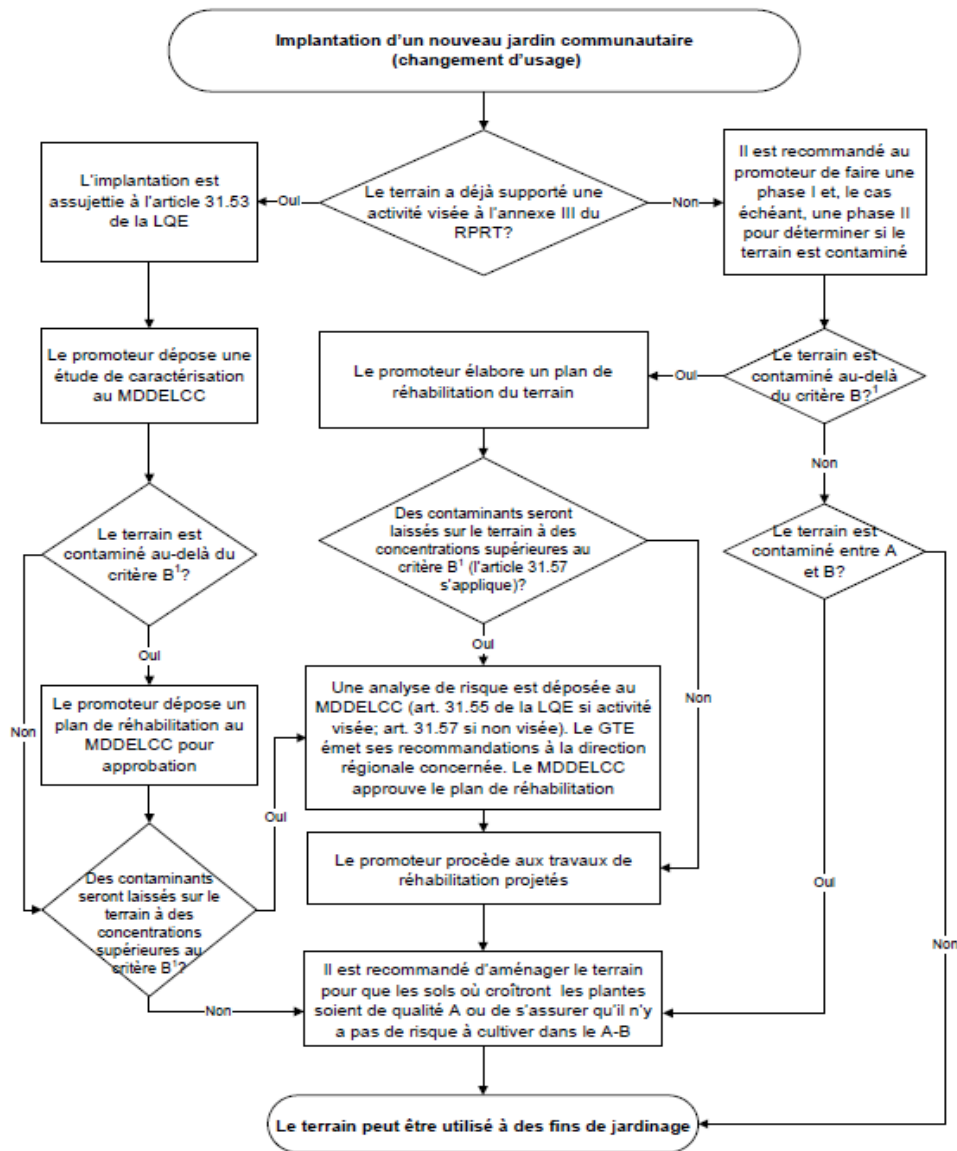 Implantation d'un nouveau jardin communautaire
(changement d'usage)
L'implantation est
assujettie à l'article 31.53
de la LQE
Oui
Le terrain a déjà supporté une
activité visée à l'annexe III du
RPRT?
Non
Il est recommandé au
promoteur de faire une
phase I et, le cas
échéant, une phase II
pour déterminer si le
terrain est contaminé
Le promoteur dépose une
étude de caractérisation
au MDDELCC
Le promoteur élabore un plan de
réhabilitation du terrain
Oui
Le terrain est
contaminé au-delà
du critère B?¹
Non
Le terrain est
contaminé au-delà du
critère B¹?
Des contaminants seront
laissés sur le terrain à des
concentrations supérieures au
critère B¹ (l'article 31.57
s'applique)?
Le terrain est
contaminé entre A
et B?
Oui
Oui
Non
Le promoteur dépose un
plan de réhabilitation au
MDDELCC pour
approbation
Une analyse de risque est déposée au
MDDELCC (art. 31.55 de la LQE si activité
visée; art. 31.57 si non visée). Le GTE
émet ses recommandations à la direction
régionale concernée. Le MDDELCC
approuve le plan de réhabilitation
Non
Oui
Le promoteur procède aux travaux de
réhabilitation projetés
Des contaminants
seront laissés sur le
terrain à des
concentrations
supérieures au
critère B¹?
Oui
Non
Non
Il est recommandé d'aménager le terrain
pour que les sols où croîtront les plantes
soient de qualité A ou de s'assurer qu'il n'y
a pas de risque à cultiver dans le A-B
Le terrain peut être utilisé à des fins de jardinage